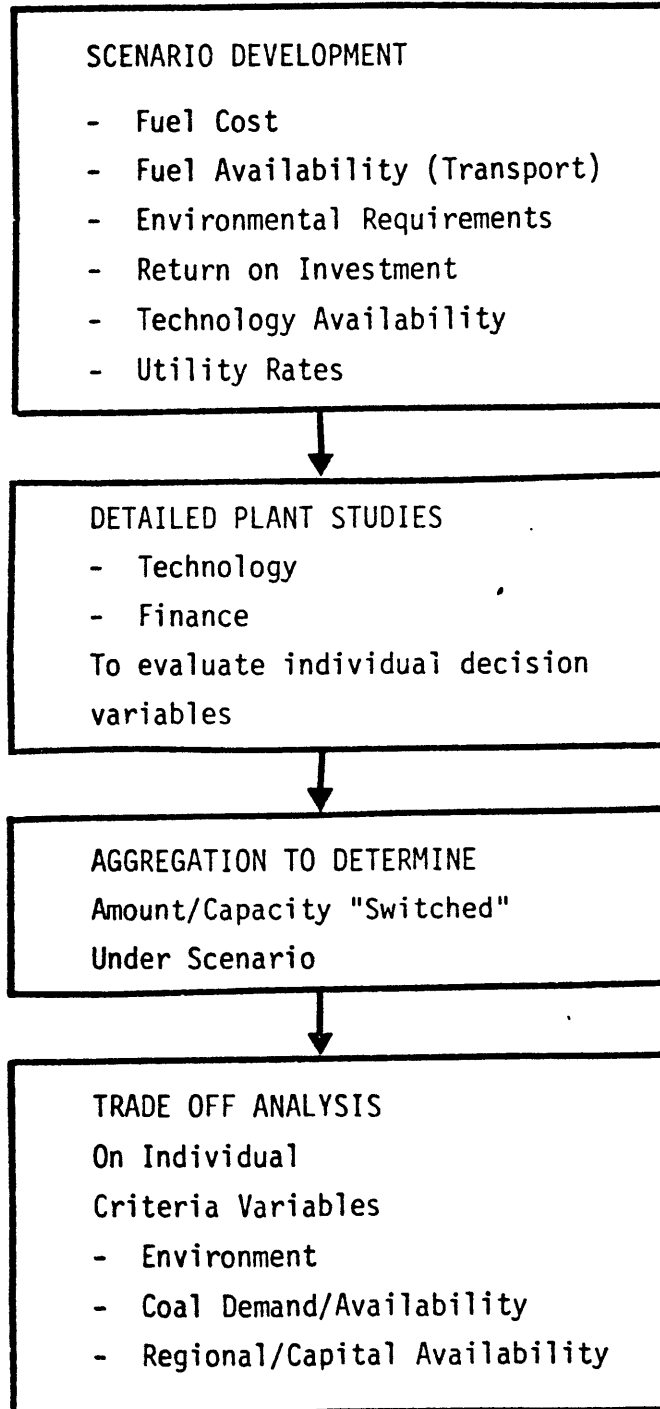 SCENARIO DEVELOPMENT
- Fuel Cost
- Fuel Availability (Transport)
- Environmental Requirements
- Return on Investment
- Technology Availability
- Utility Rates
DETAILED PLANT STUDIES
- Technology
- Finance
To evaluate individual decision
variables
AGGREGATION TO DETERMINE
Amount/Capacity "Switched"
Under Scenario
TRADE OFF ANALYSIS
On Individual
Criteria Variables
- Environment
- Coal Demand/Availability
- Regional/Capital Availability